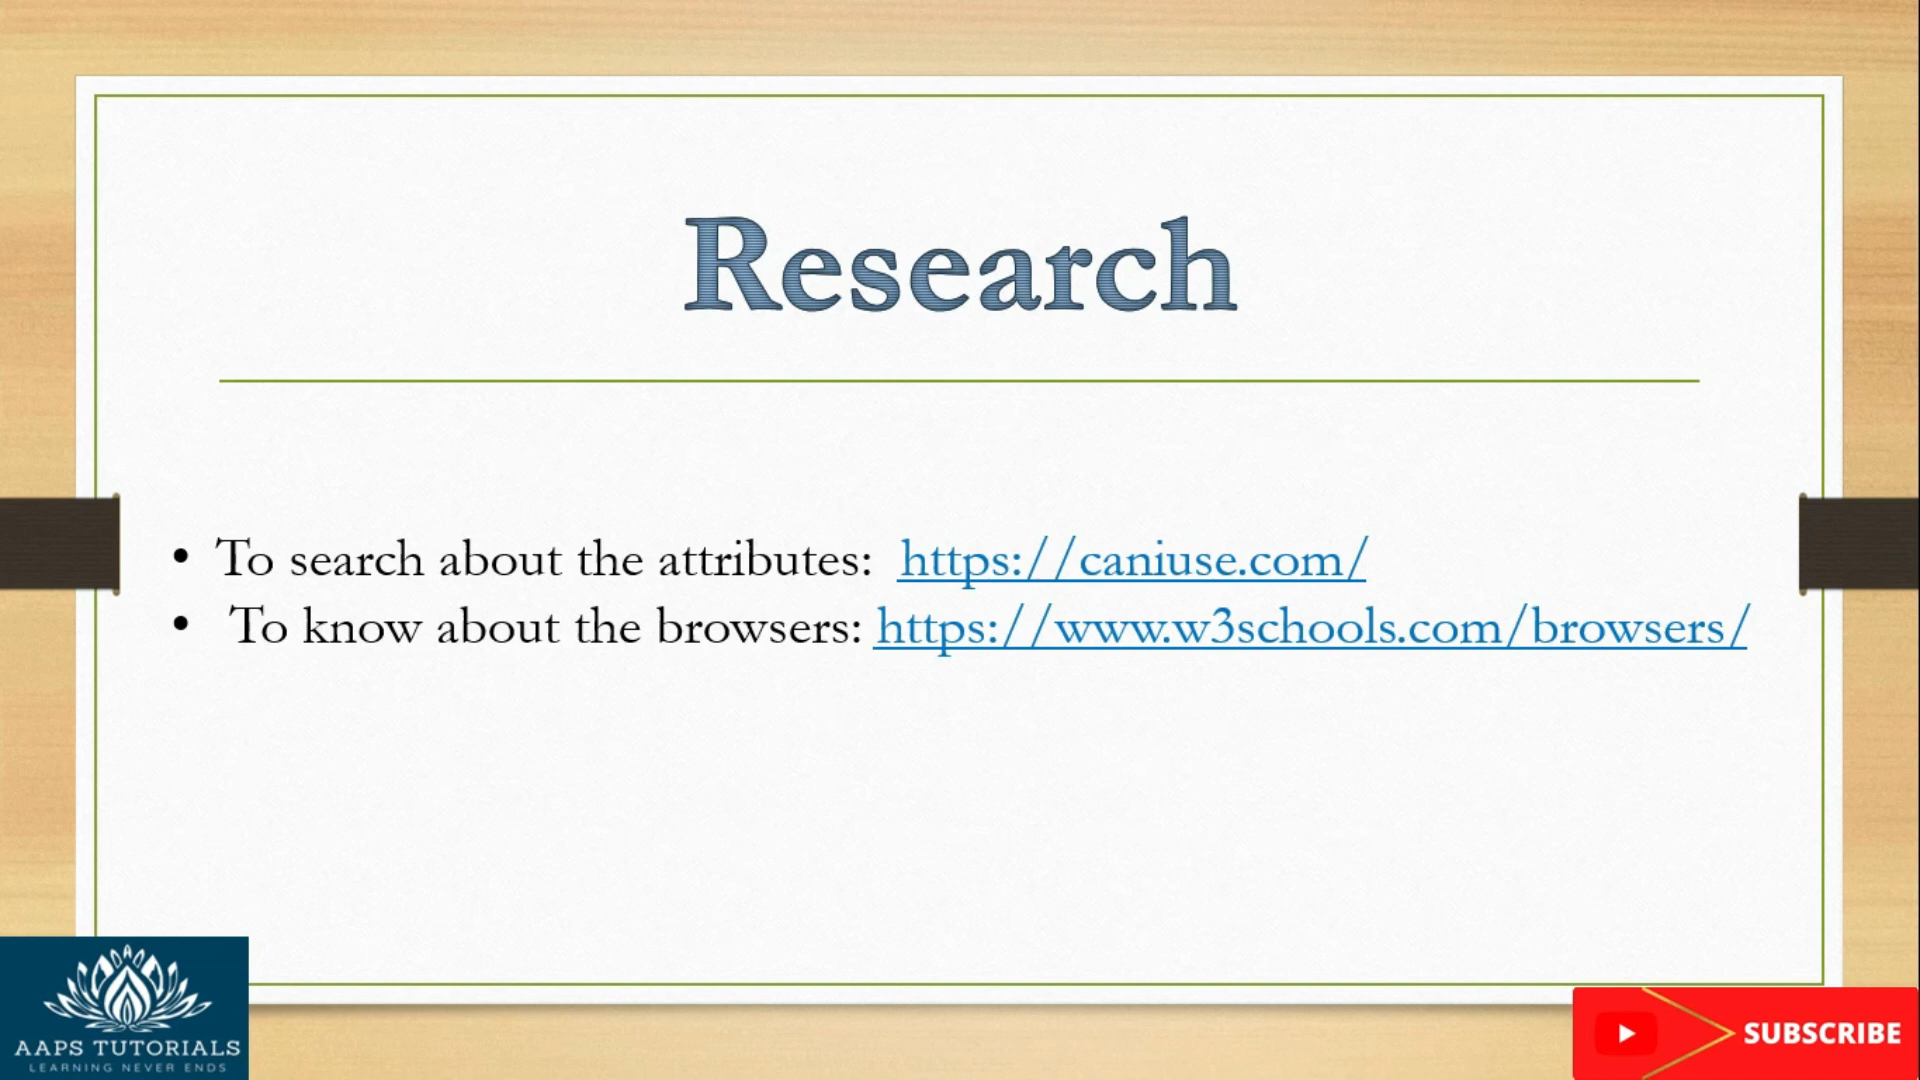 Research
• To search about the attributes: https://caniuse.com/
• To know about the browsers: https://www.w3schools.com/browsers/
AAPS TUTORIALS
LEARNING NEVER ENDS
SUBSCRIBE